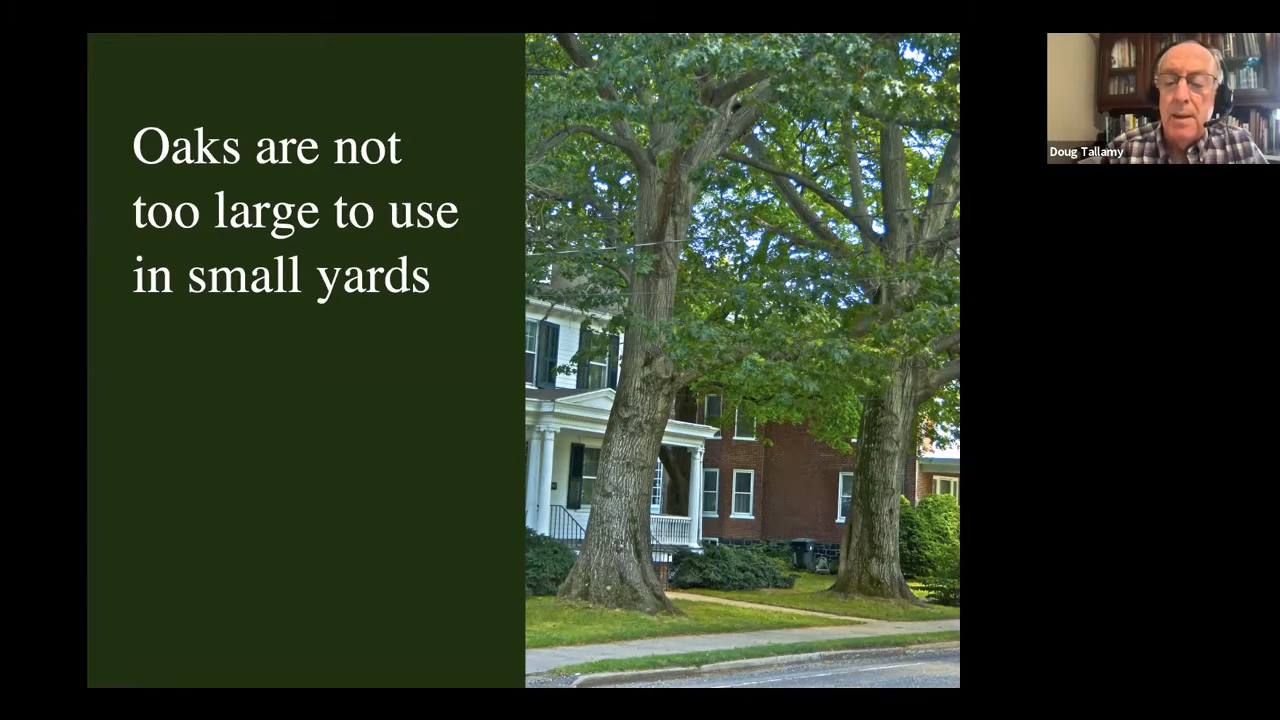 Oaks are not
too large to use
in small yards
Doug Tallamy